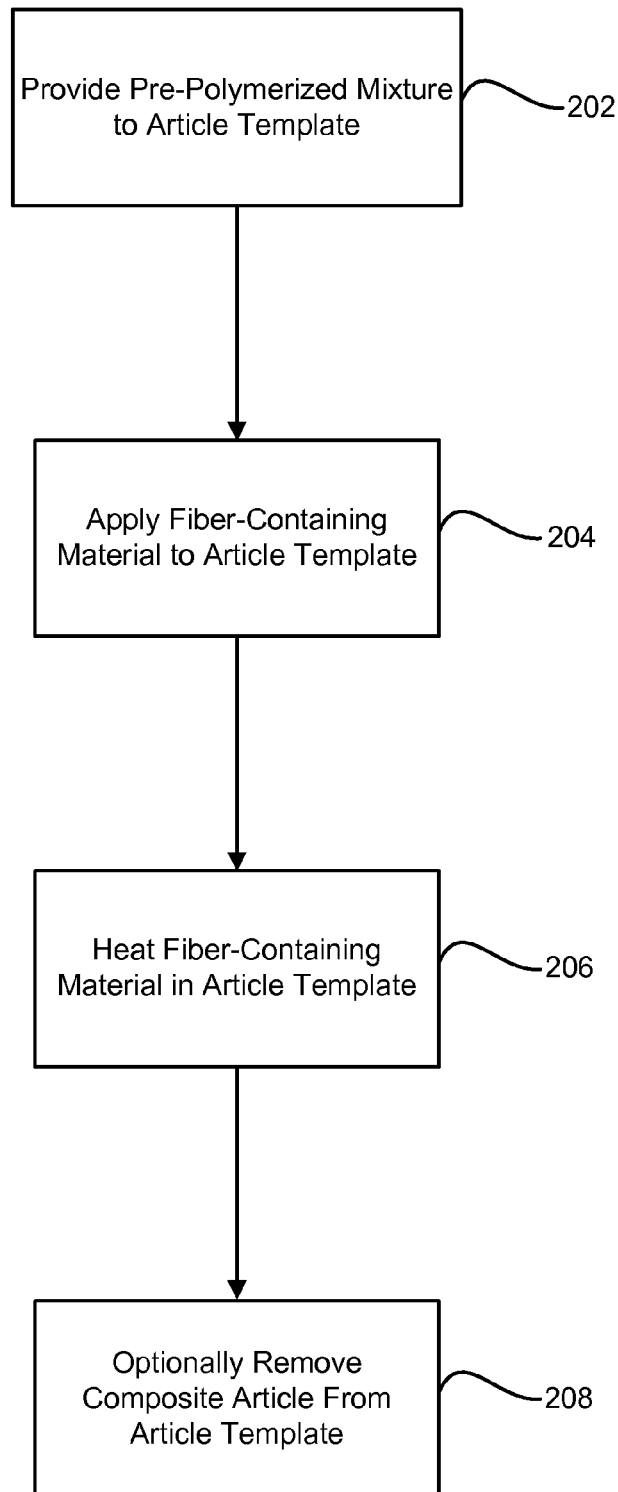 Provide Pre-Polymerized Mixture
to Article Template
202
Apply Fiber-Containing
Material to Article Template
204
Heat Fiber-Containing
Material in Article Template
206
Optionally Remove
Composite Article From
Article Template
208